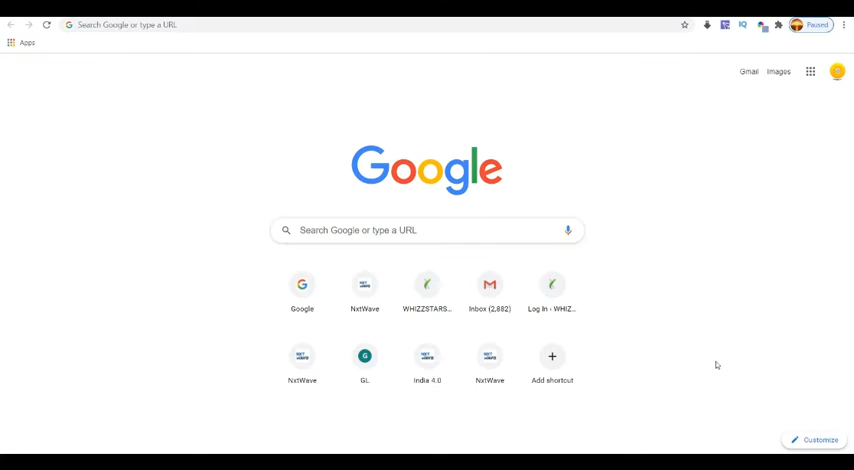 Search Google or type a URL
Paused
Apps
Gmail
Images
Google
Search Google or type a URL
Google
NxtWave
WHIZZSTARS...
Inbox (2,882)
Log In ‹ WHIZ...
NxtWave
GL
India 4.0
NxtWave
Add shortcut
Customize